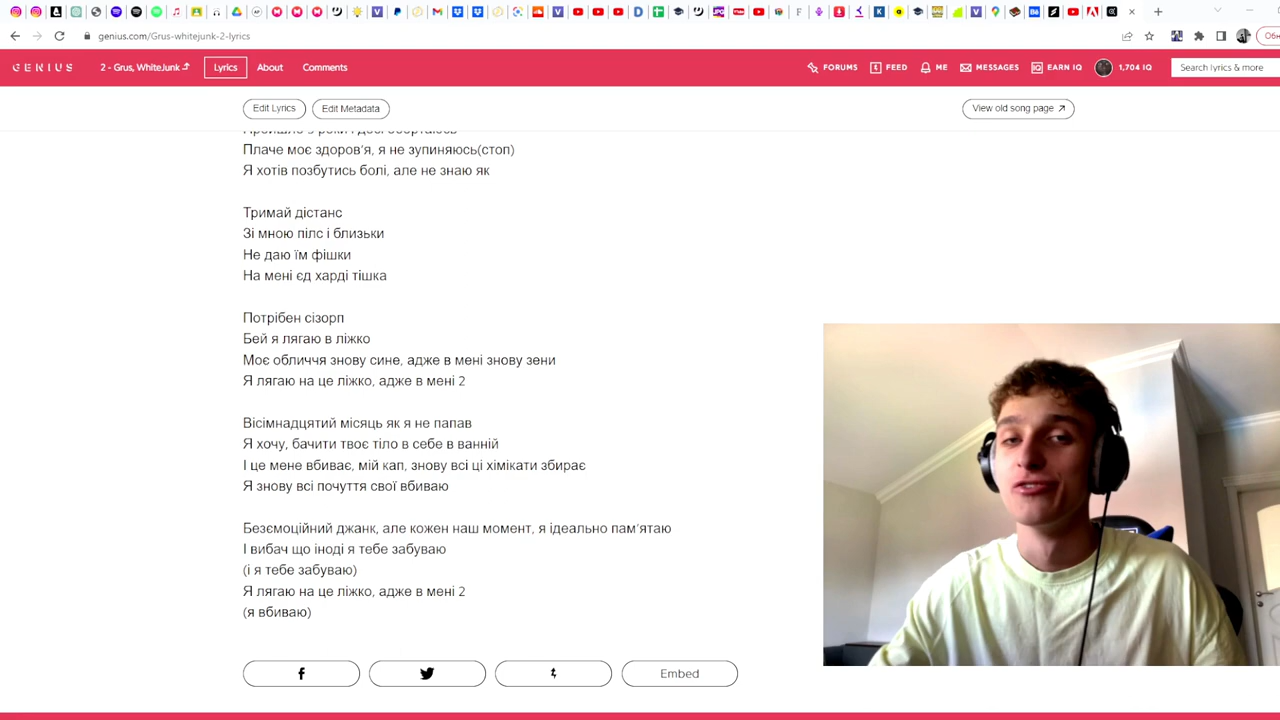 genius.com/Grus-whitejunk-2-lyrics
GENIUS
2 - Grus, WhiteJunk
Lyrics
About
Comments
FORUMS
FEED
ME
MESSAGES
EARN IQ
1,704 IQ
Search lyrics & more
Edit Lyrics
Edit Metadata
View old song page
Плаче моє здоров'я, я не зупиняюсь(стоп)
Я хотів позбутись болі, але не знаю як
Тримай дістанс
Зі мною пілс і близьки
Не даю їм фішки
На мені єд харді тішка
Потрібен сізорп
Бей я лягаю в ліжко
Моє обличчя знову сине, адже в мені знову зени
Я лягаю на це ліжко, адже в мені 2
Вісімнадцятий місяць як я не папав
Я хочу, бачити твоє тіло в себе в ванній
І це мене вбиває, мій кап, знову всі ці хімікати збирає
Я знову всі почуття свої вбиваю
Безємоційний джанк, але кожен наш момент, я ідеально пам'ятаю
І вибач що іноді я тебе забуваю
(і я тебе забуваю)
Я лягаю на це ліжко, адже в мені 2
(я вбиваю)
Embed